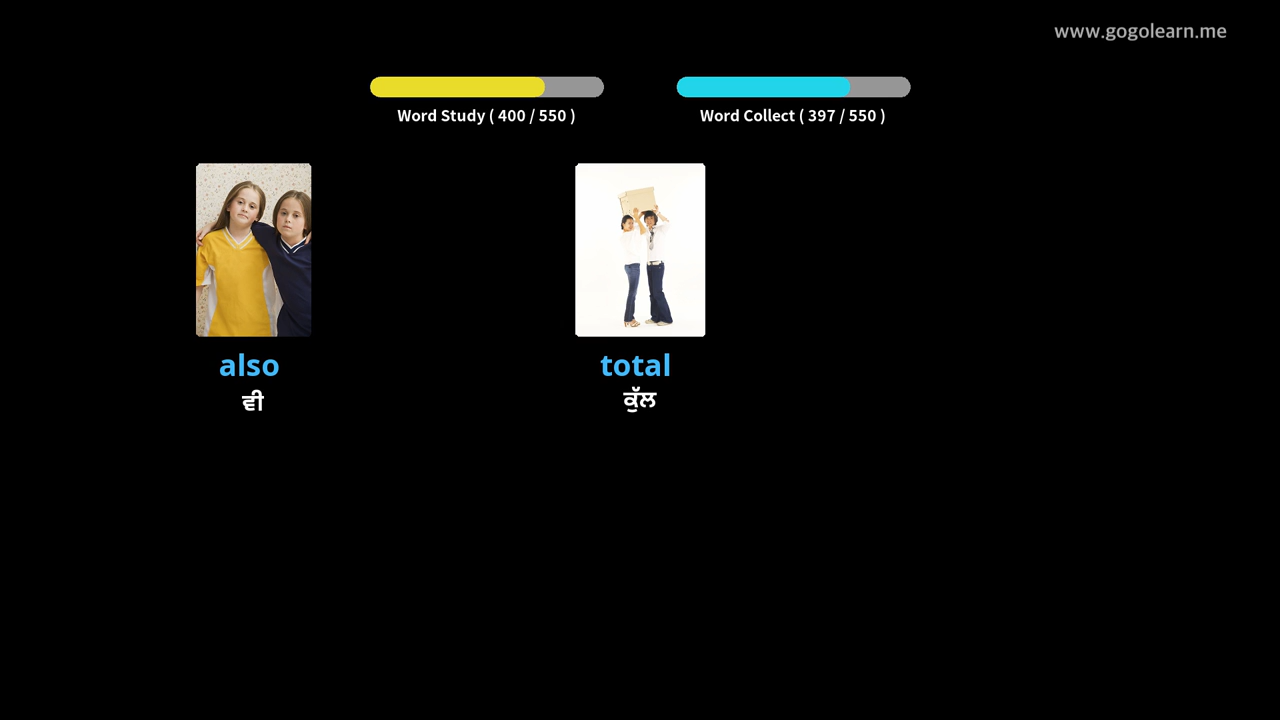 www.gogolearn.me
Word Study ( 400 / 550 )
Word Collect ( 397 / 550 )
also
ਵੀ
total
ਕੁੱਲ